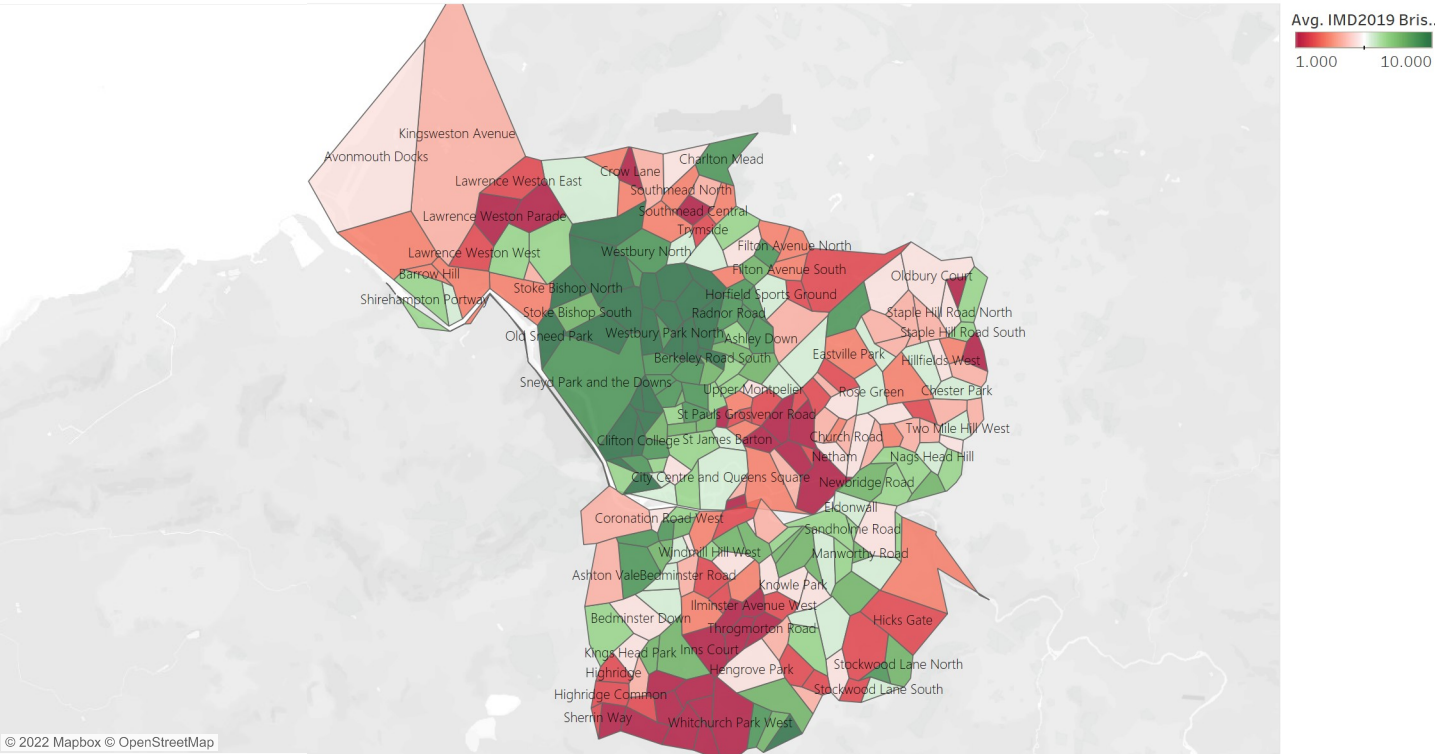 Avg. IMD2019 Bris..
1.000 10.000
Kingsweston Avenue
Avonmouth Docks
Charlton Mead
Crow Lane
Lawrence Weston East
Southmead North
Southmead Central
Lawrence Weston Parade
Trymside
Filton Avenue North
Westbury North
Lawrence Weston West
Filton Avenue South
Barrow Hill
Oldbury Court
Stoke Bishop North
Horfield Sports Ground
Shirehampton Portway
Stoke Bishop South
Radnor Road
Staple Hill Road North
Old Sneed Park
Westbury Park North
Ashley Down
Staple Hill Road South
Berkeley Road South
Eastville Park
Hillfields West
Sneyd Park and the Downs
Upper Montpelier
Rose Green
Chester Park
St Pauls Grosvenor Road
Two Mile Hill West
Clifton College
St James Barton
Church Road
Netham
Nags Head Hill
City Centre and Queens Square
Newbridge Road
Eldonwall
Coronation Road West
Sandholme Road
Windmill Hill West
Manworthy Road
Ashton Vale
Bedminster Road
Knowle Park
Ilminster Avenue West
Bedminster Down
Hicks Gate
Throgmorton Road
Kings Head Park
Inns Court
Highridge
Hengrove Park
Stockwood Lane North
Stockwood Lane South
Highridge Common
Sherrin Way
Whitchurch Park West
© 2022 Mapbox © OpenStreetMap